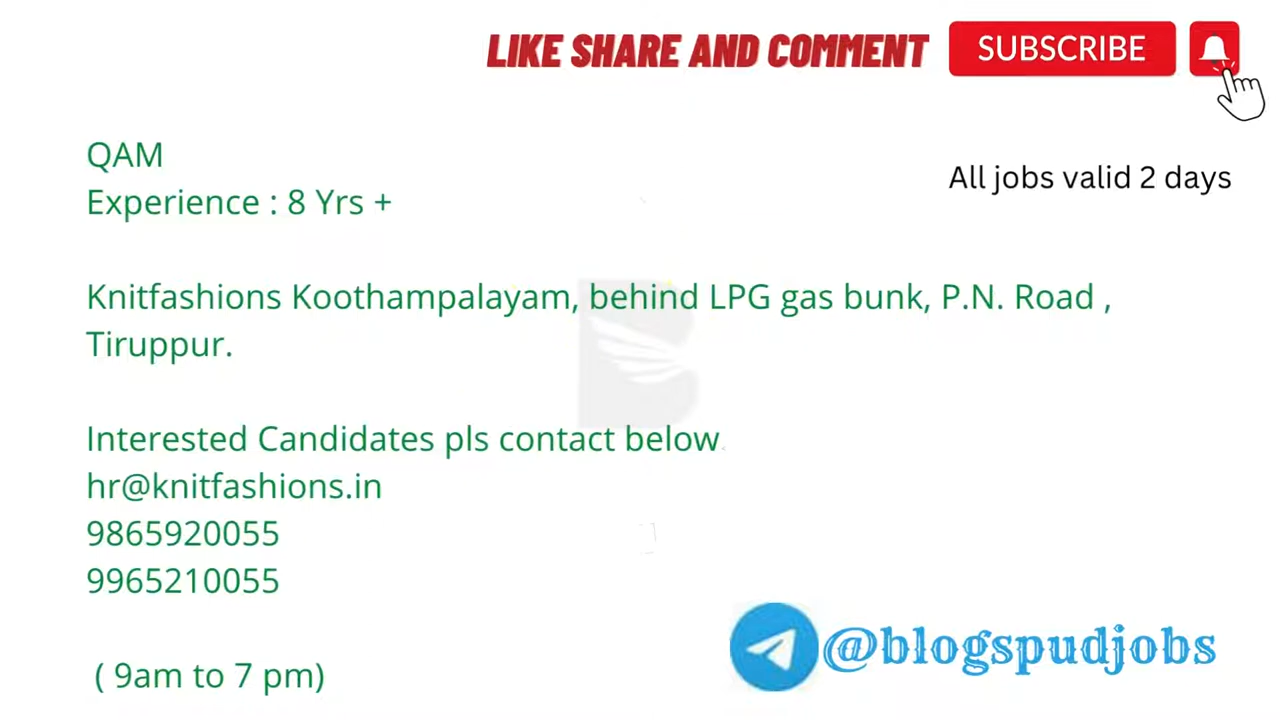 LIKE SHARE AND COMMENT
SUBSCRIBE
QAM
All jobs valid 2 days
Experience : 8 Yrs +
Knitfashions Koothampalayam, behind LPG gas bunk, P.N. Road ,
Tiruppur.
Interested Candidates pls contact below.
hr@knitfashions.in
9865920055
9965210055
( 9am to 7 pm)
@blogspudjobs